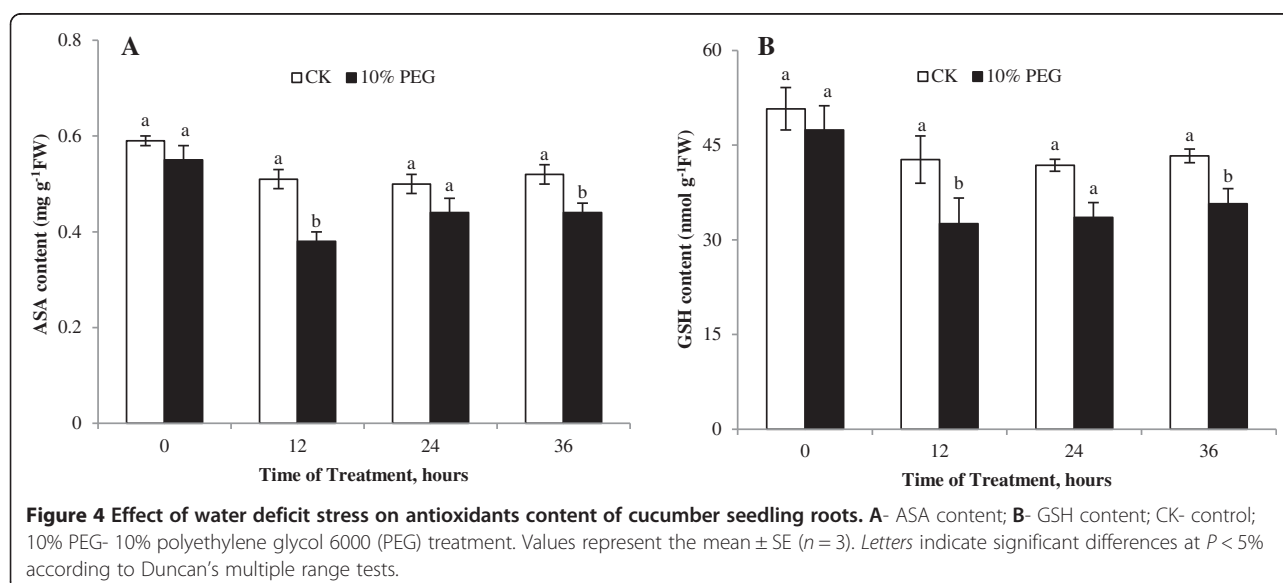 A
CK 10% PEG
0.8
0.6
0.4
0.2
0
ASA content (mg g⁻¹FW)
a a a b a a a b
0 12 24 36
Time of Treatment, hours
B
CK 10% PEG
60
45
30
15
0
GSH content (nmol g⁻¹FW)
a a a b a a a b
0 12 24 36
Time of Treatment, hours
Figure 4 Effect of water deficit stress on antioxidants content of cucumber seedling roots. A- ASA content; B- GSH content; CK- control;
10% PEG- 10% polyethylene glycol 6000 (PEG) treatment. Values represent the mean ± SE (n = 3). Letters indicate significant differences at P < 5%
according to Duncan's multiple range tests.